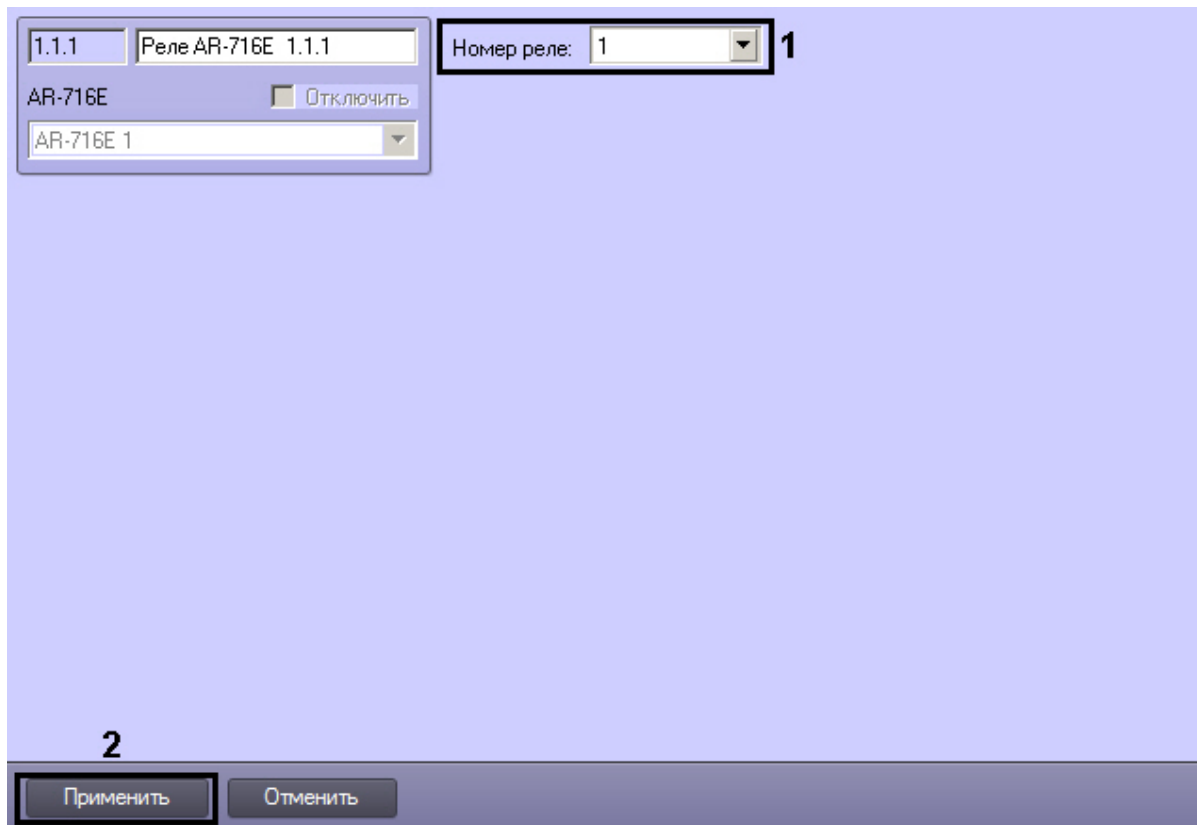 1.1.1 Реле AR-716E 1.1.1 Номер реле: 1 1
AR-716E Отключить
AR-716E 1
2
Применить Отменить